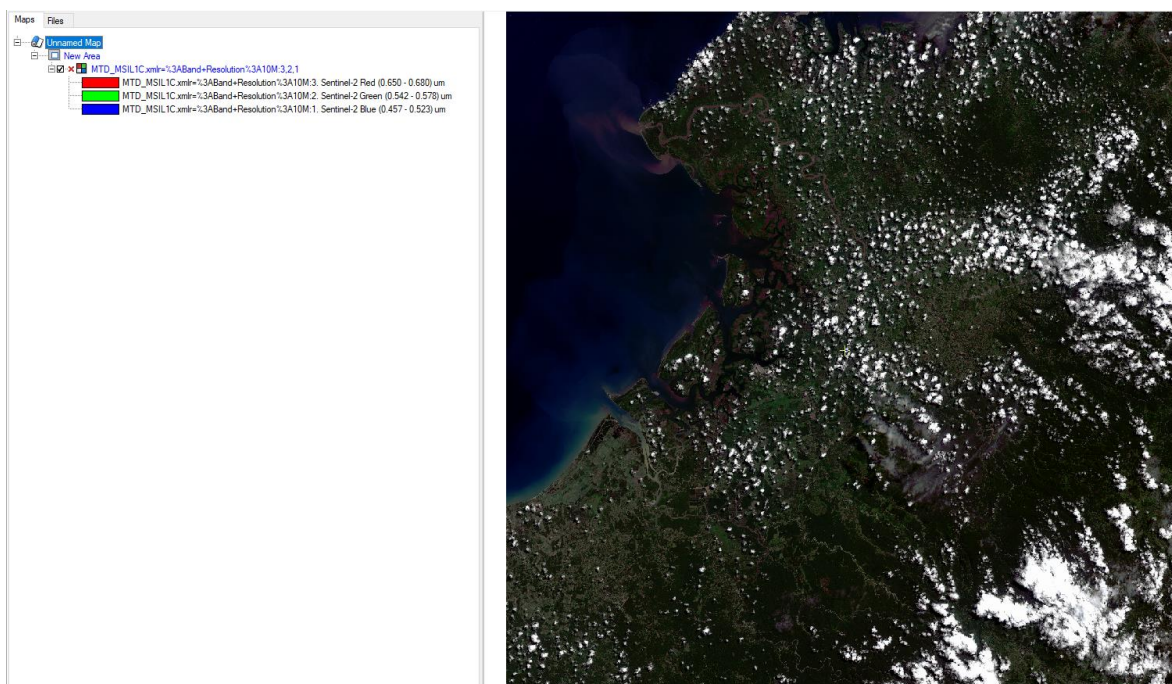 Maps Files
Unnamed Map
New Area
MTD_MSIL1C.xmlr=%3ABand+Resolution%3A10M:3,2,1
MTD_MSIL1C.xmlr=%3ABand+Resolution%3A10M:3. Sentinel-2 Red (0.650 - 0.680) um
MTD_MSIL1C.xmlr=%3ABand+Resolution%3A10M:2. Sentinel-2 Green (0.542 - 0.578) um
MTD_MSIL1C.xmlr=%3ABand+Resolution%3A10M:1. Sentinel-2 Blue (0.457 - 0.523) um